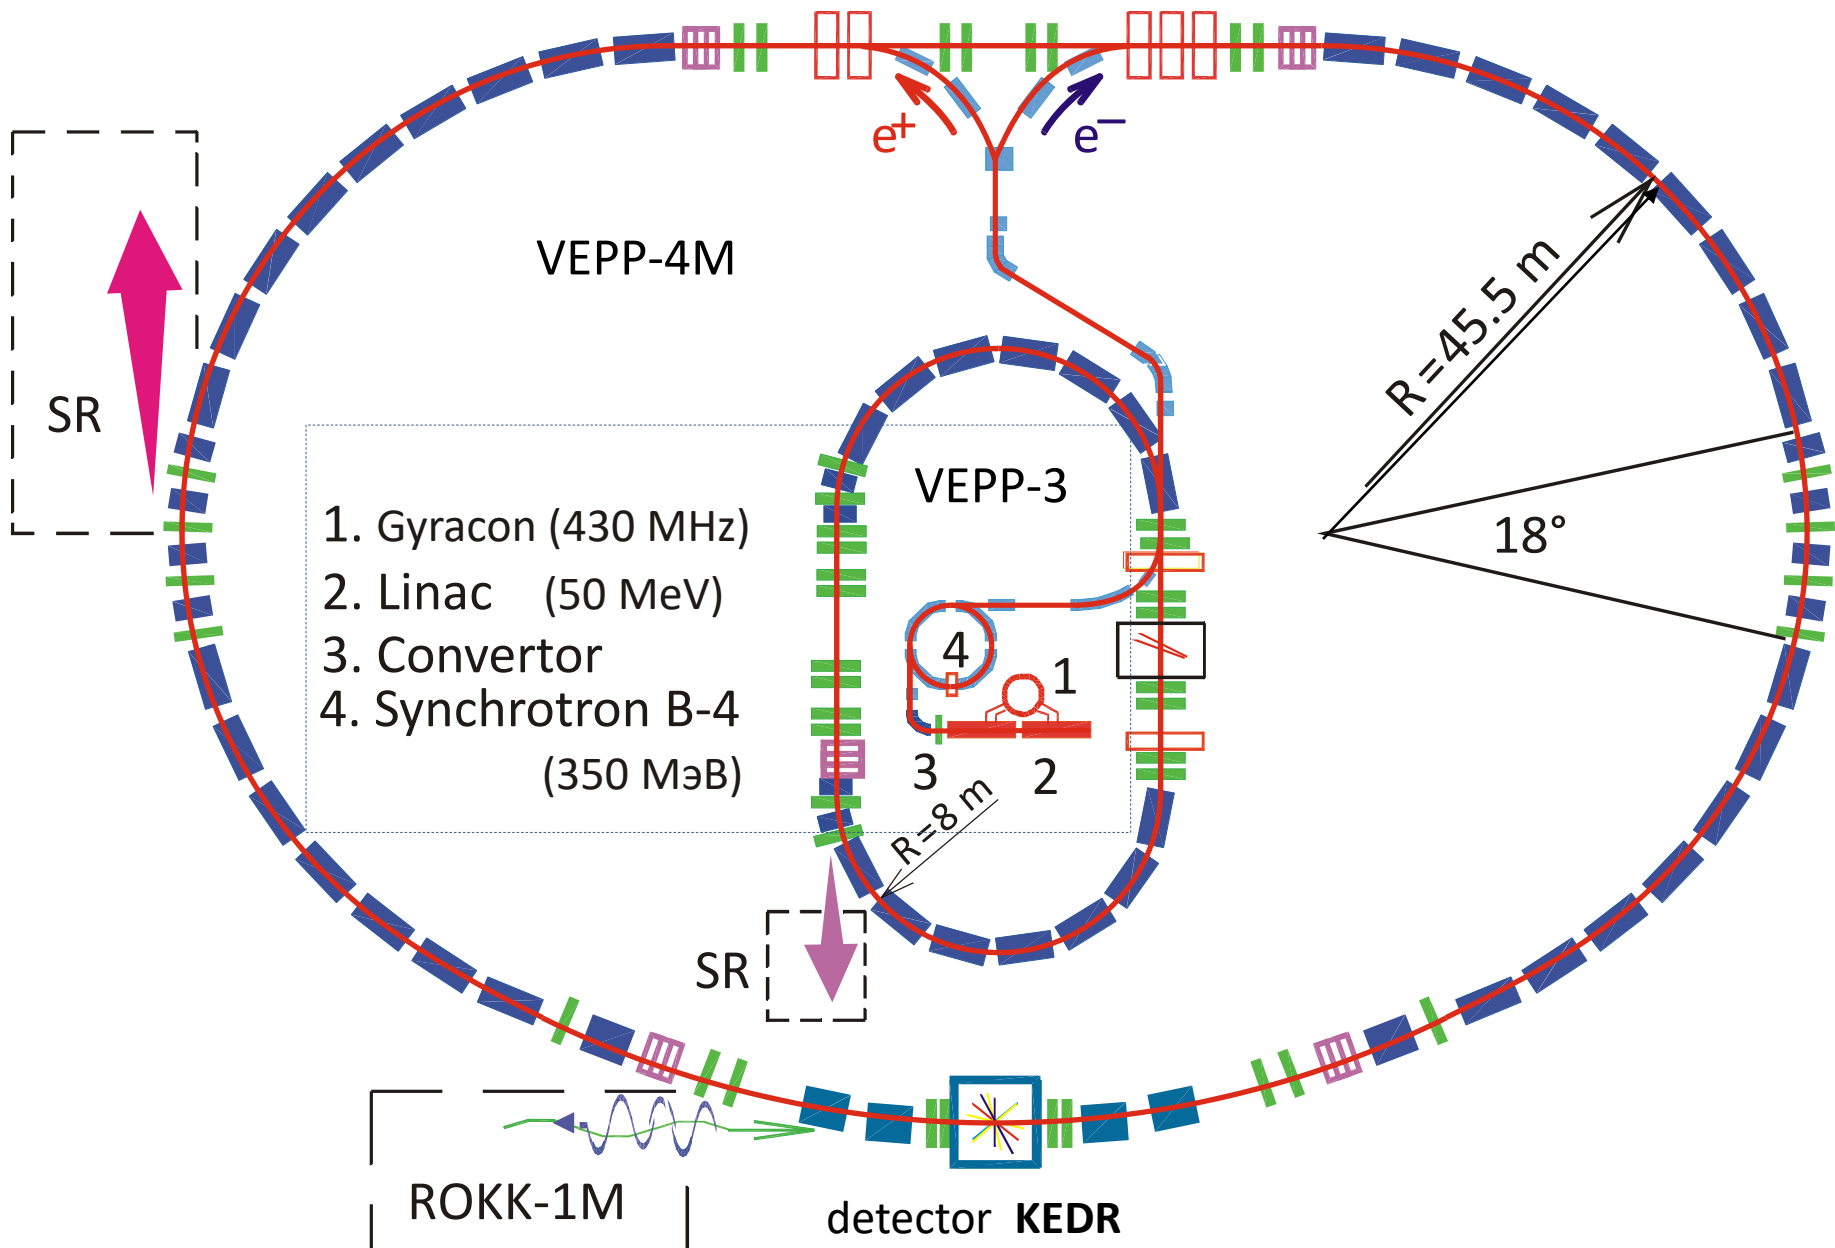 e+
e−
VEPP-4M
R=45.5 m
SR
VEPP-3
18°
1. Gyracon (430 MHz)
2. Linac (50 MeV)
3. Convertor
4. Synchrotron B-4
(350 МэВ)
4
1
3
2
R=8 m
SR
ROKK-1M
detector KEDR